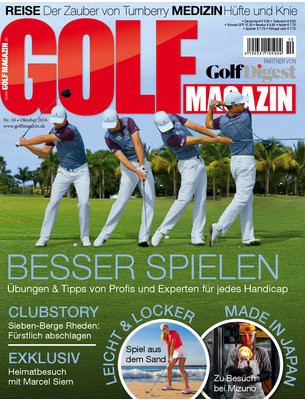 REISE Der Zauber von Turnberry MEDIZIN Hüfte und Knie
GOLF
MAGAZIN
PARTNER VON
Golf Digest
Nr. 10 • Oktober 2016
www.golfmagazin.de
BESSER SPIELEN
Übungen & Tipps von Profis und Experten für jedes Handicap
CLUBSTORY
Sieben-Berge Rheden:
Fürstlich abschlagen
EXKLUSIV
Heimatbesuch
mit Marcel Siem
LEICHT & LOCKER
Spiel aus
dem Sand
MADE IN JAPAN
Zu Besuch
bei Mizuno